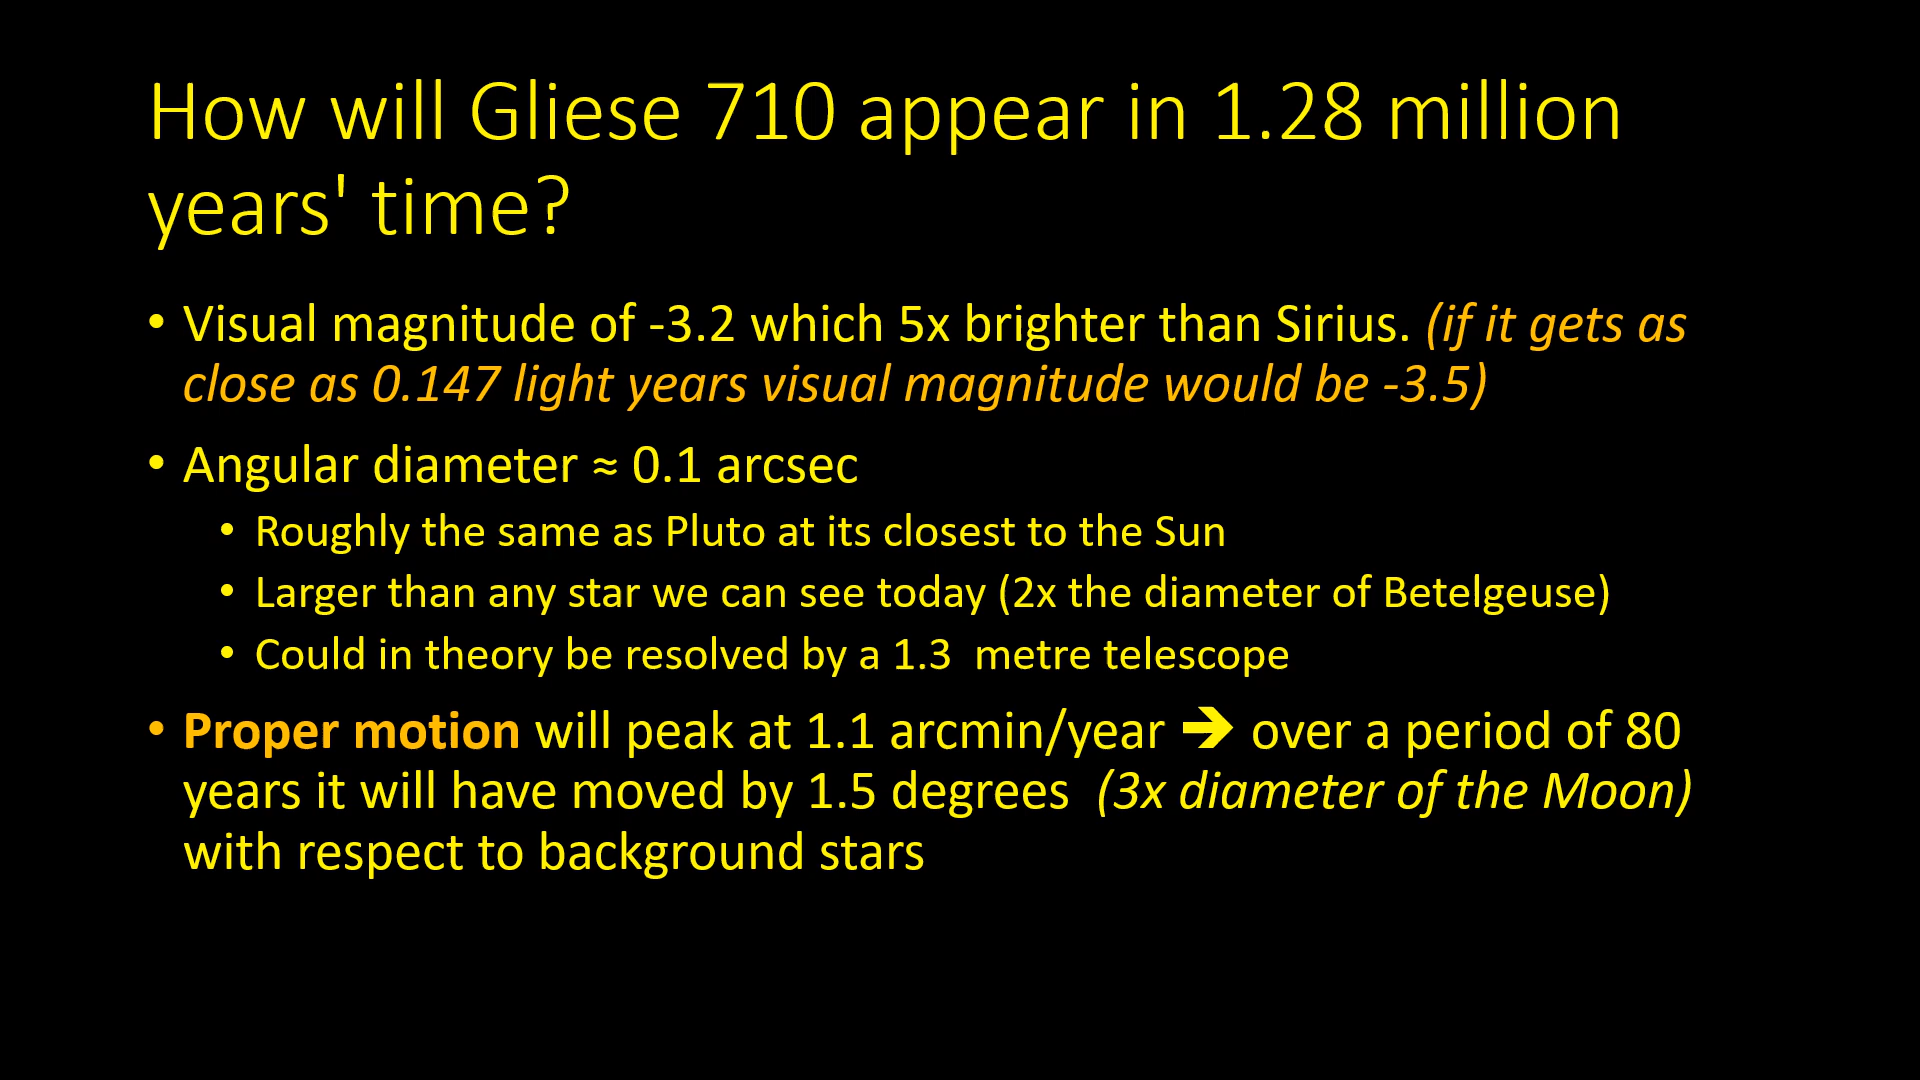 How will Gliese 710 appear in 1.28 million
years' time?
• Visual magnitude of -3.2 which 5x brighter than Sirius. (if it gets as
close as 0.147 light years visual magnitude would be -3.5)
• Angular diameter ≈ 0.1 arcsec
• Roughly the same as Pluto at its closest to the Sun
• Larger than any star we can see today (2x the diameter of Betelgeuse)
• Could in theory be resolved by a 1.3  metre telescope
• Proper motion will peak at 1.1 arcmin/year 🡺 over a period of 80
years it will have moved by 1.5 degrees  (3x diameter of the Moon)
with respect to background stars